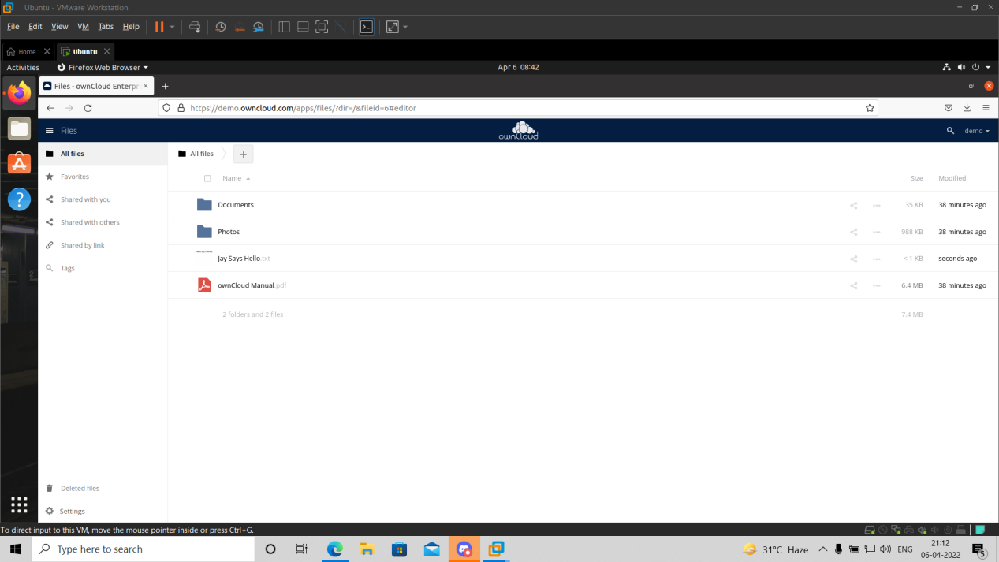 Ubuntu - VMware Workstation
File Edit View VM Tabs Help
Home Ubuntu
Activities Firefox Web Browser Apr 6 08:42
Files - ownCloud Enterpri
https://demo.owncloud.com/apps/files/?dir=/&fileid=6#editor
Files ownCloud demo
All files
Favorites
Shared with you
Shared with others
Shared by link
Tags
Deleted files
Settings
All files +
Name Size Modified
Documents 35 KB 38 minutes ago
Photos 988 KB 38 minutes ago
Jay Says Hello.txt < 1 KB seconds ago
ownCloud Manual.pdf 6.4 MB 38 minutes ago
2 folders and 2 files 7.4 MB
To direct input to this VM, move the mouse pointer inside or press Ctrl+G.
Type here to search 31°C Haze ENG 21:12
06-04-2022 5